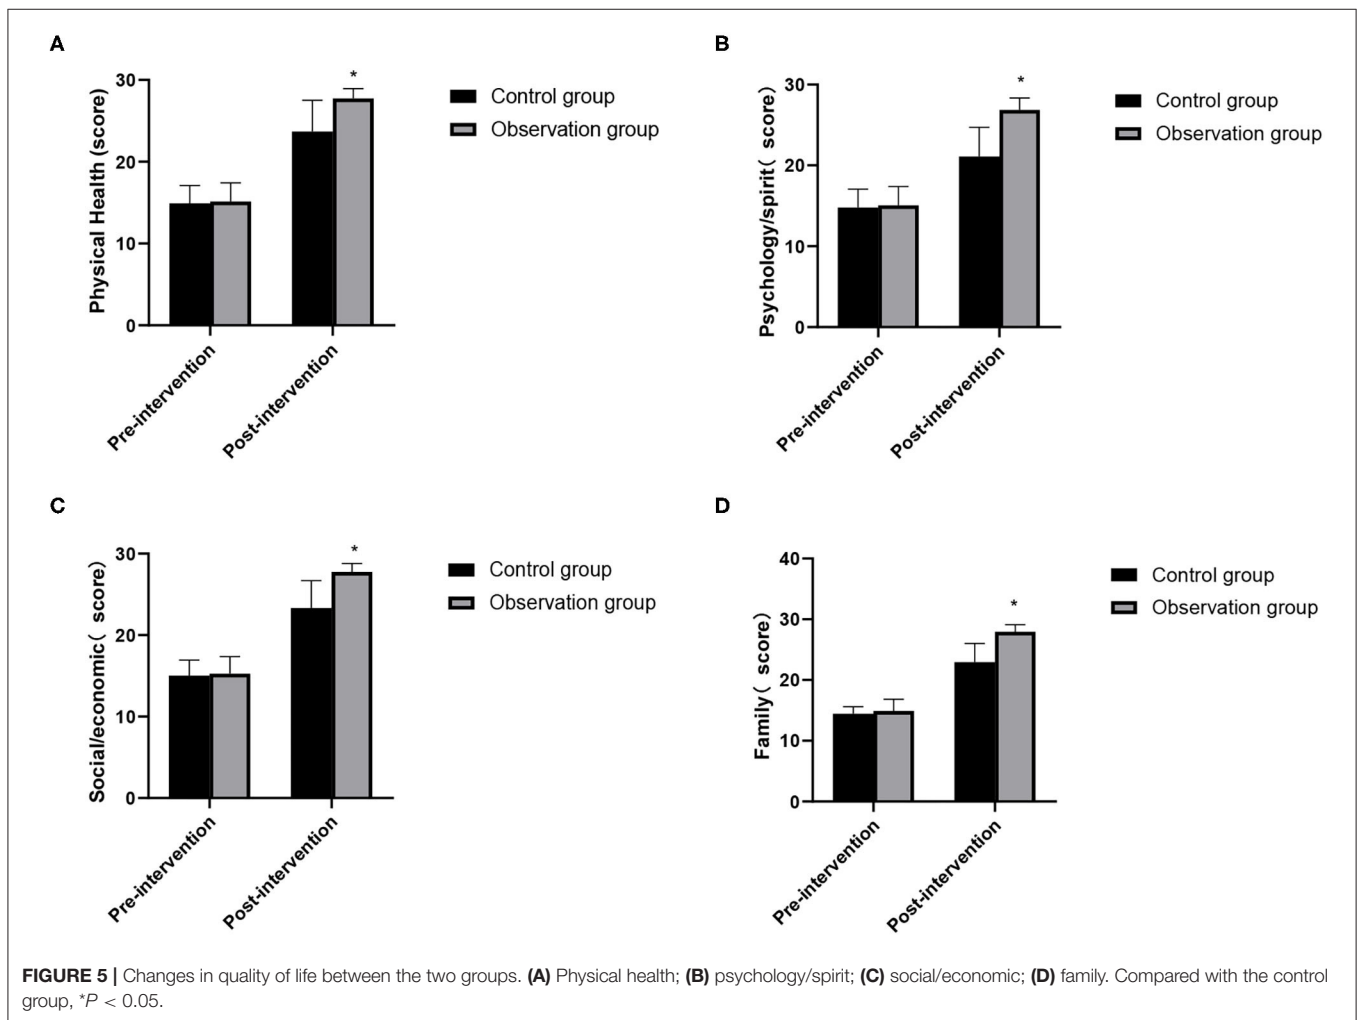 A
Physical Health (score)
30
20
10
0
*
Pre-intervention
Post-intervention
Control group
Observation group
B
Psychology/spirit( score)
30
20
10
0
*
Pre-intervention
Post-intervention
Control group
Observation group
C
Social/economic( score)
30
20
10
0
*
Pre-intervention
Post-intervention
Control group
Observation group
D
Family( score)
40
30
20
10
0
*
Pre-intervention
Post-intervention
Control group
Observation group
FIGURE 5 | Changes in quality of life between the two groups. (A) Physical health; (B) psychology/spirit; (C) social/economic; (D) family. Compared with the control
group, *P < 0.05.